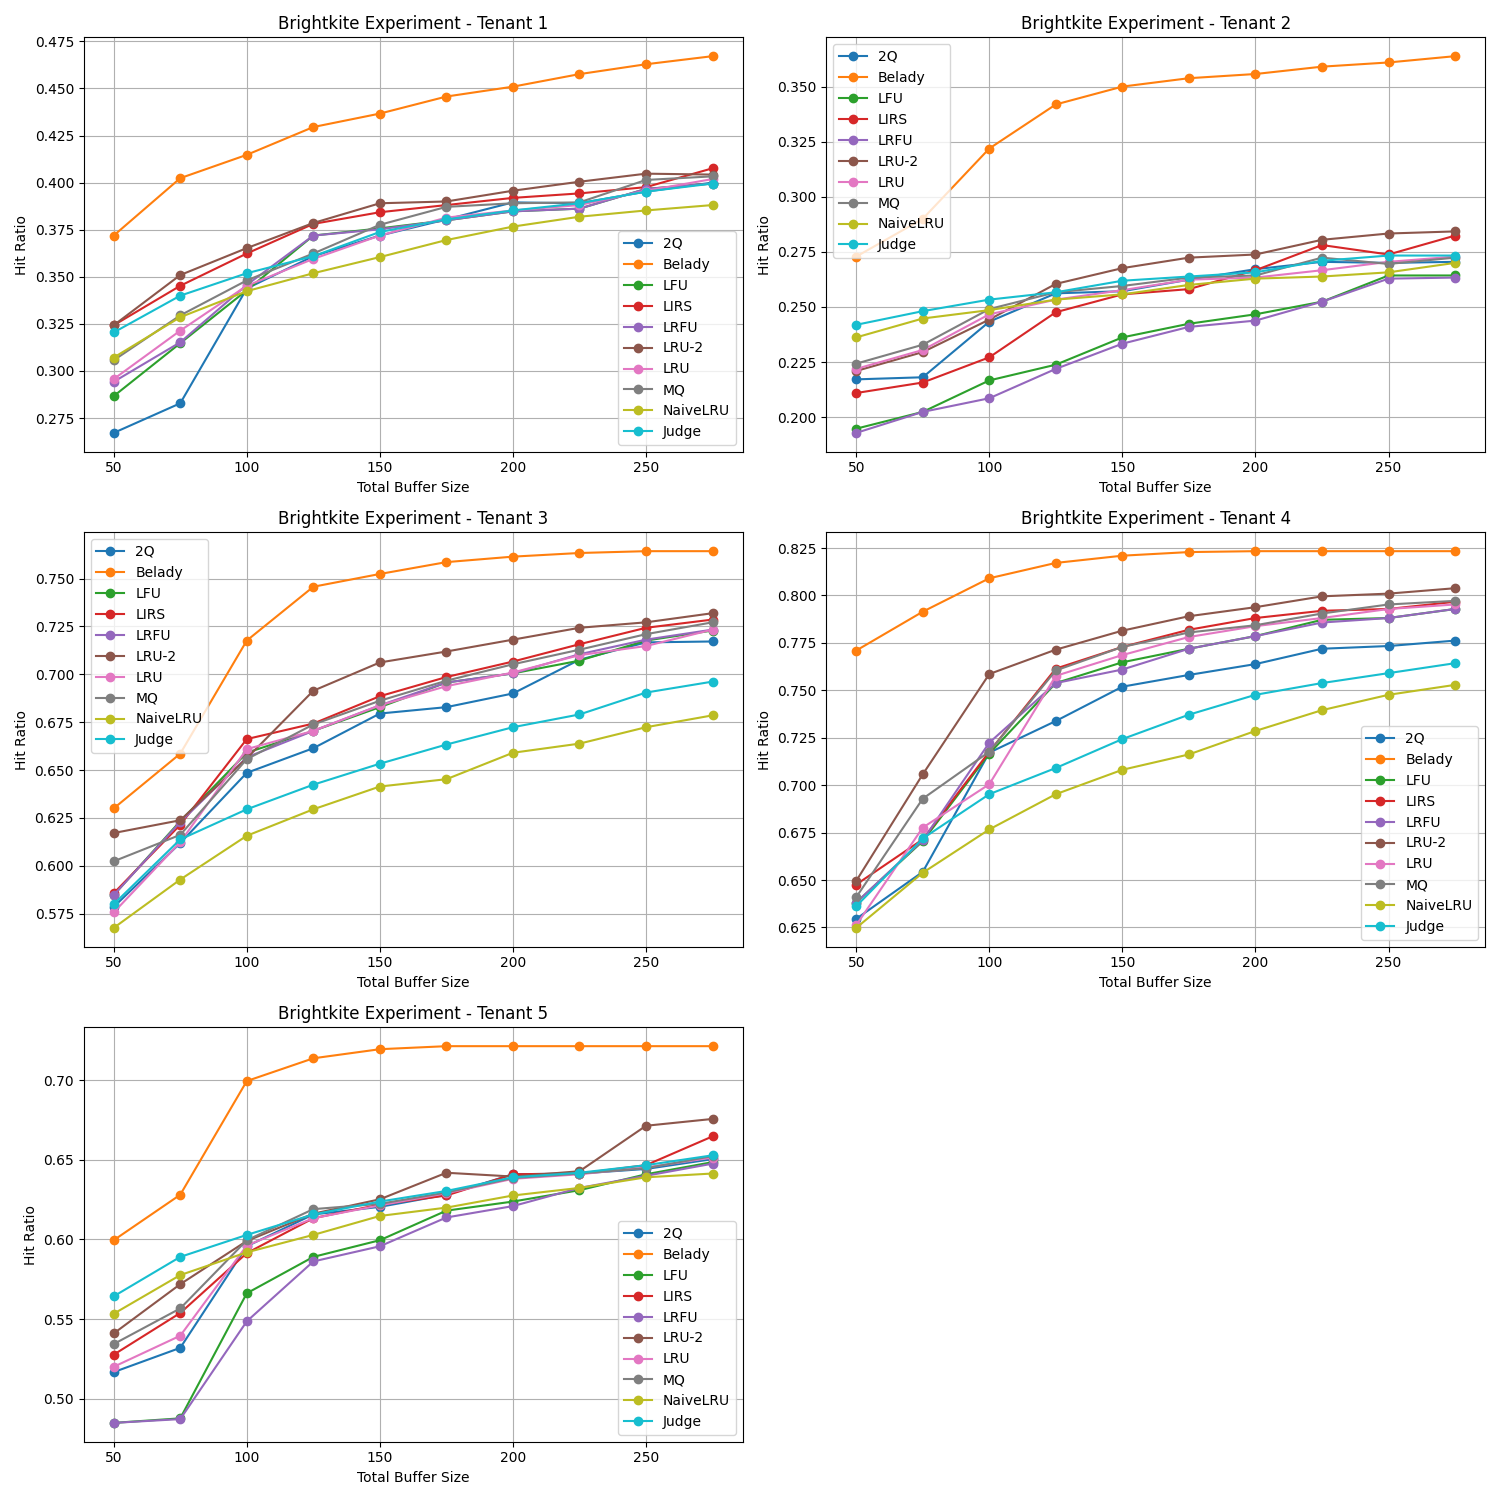 Brightkite Experiment - Tenant 1
0.475
0.450
0.425
0.400
0.375
0.350
0.325
0.300
0.275
Hit Ratio
50
100
150
200
250
Total Buffer Size
2Q
Belady
LFU
LIRS
LRFU
LRU-2
LRU
MQ
NaiveLRU
Judge
Brightkite Experiment - Tenant 2
0.350
0.325
0.300
0.275
0.250
0.225
0.200
Hit Ratio
50
100
150
200
250
Total Buffer Size
2Q
Belady
LFU
LIRS
LRFU
LRU-2
LRU
MQ
NaiveLRU
Judge
Brightkite Experiment - Tenant 3
0.750
0.725
0.700
0.675
0.650
0.625
0.600
0.575
Hit Ratio
50
100
150
200
250
Total Buffer Size
2Q
Belady
LFU
LIRS
LRFU
LRU-2
LRU
MQ
NaiveLRU
Judge
Brightkite Experiment - Tenant 4
0.825
0.800
0.775
0.750
0.725
0.700
0.675
0.650
0.625
Hit Ratio
50
100
150
200
250
Total Buffer Size
2Q
Belady
LFU
LIRS
LRFU
LRU-2
LRU
MQ
NaiveLRU
Judge
Brightkite Experiment - Tenant 5
0.70
0.65
0.60
0.55
0.50
Hit Ratio
50
100
150
200
250
Total Buffer Size
2Q
Belady
LFU
LIRS
LRFU
LRU-2
LRU
MQ
NaiveLRU
Judge